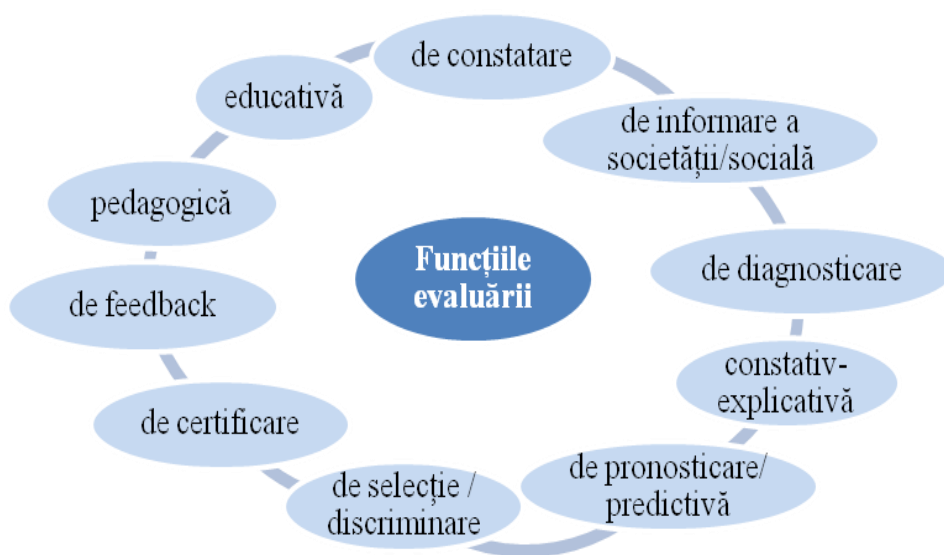 de constatare
de informare a
societății/socială
de diagnosticare
constativ-
explicativă
de pronosticare/
predictivă
de selecție /
discriminare
de certificare
de feedback
pedagogică
educativă
Funcțiile
evaluării